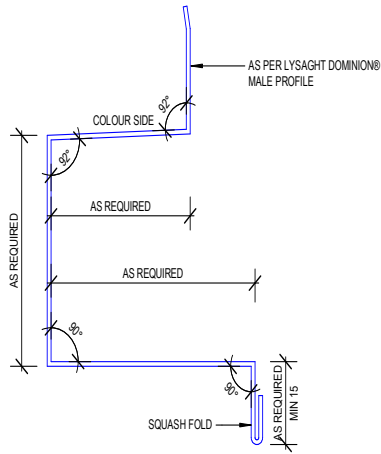 AS PER LYSAGHT DOMINION®
MALE PROFILE
92°
COLOUR SIDE
92°
AS REQUIRED
AS REQUIRED
AS REQUIRED
90°
90°
AS REQUIRED
MIN 15
SQUASH FOLD